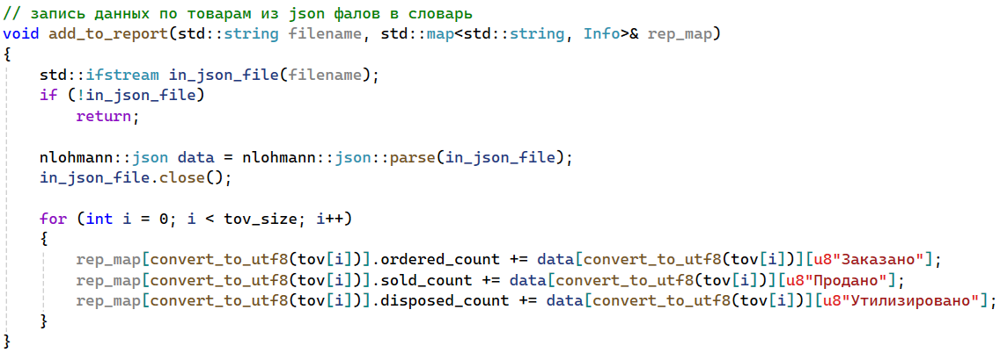 // запись данных по товарам из json фалов в словарь
void add_to_report(std::string filename, std::map<std::string, Info>& rep_map)
{
    std::ifstream in_json_file(filename);
    if (!in_json_file)
        return;

    nlohmann::json data = nlohmann::json::parse(in_json_file);
    in_json_file.close();

    for (int i = 0; i < tov_size; i++)
    {
        rep_map[convert_to_utf8(tov[i])].ordered_count += data[convert_to_utf8(tov[i])][u8"Заказано"];
        rep_map[convert_to_utf8(tov[i])].sold_count += data[convert_to_utf8(tov[i])][u8"Продано"];
        rep_map[convert_to_utf8(tov[i])].disposed_count += data[convert_to_utf8(tov[i])][u8"Утилизировано"];
    }
}